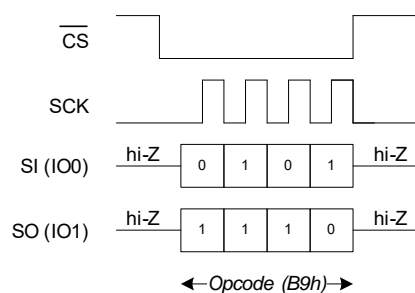 CS
SCK
hi-Z 0 1 0 1 hi-Z
SI (IO0)
hi-Z 1 1 1 0 hi-Z
SO (IO1)
Opcode (B9h)